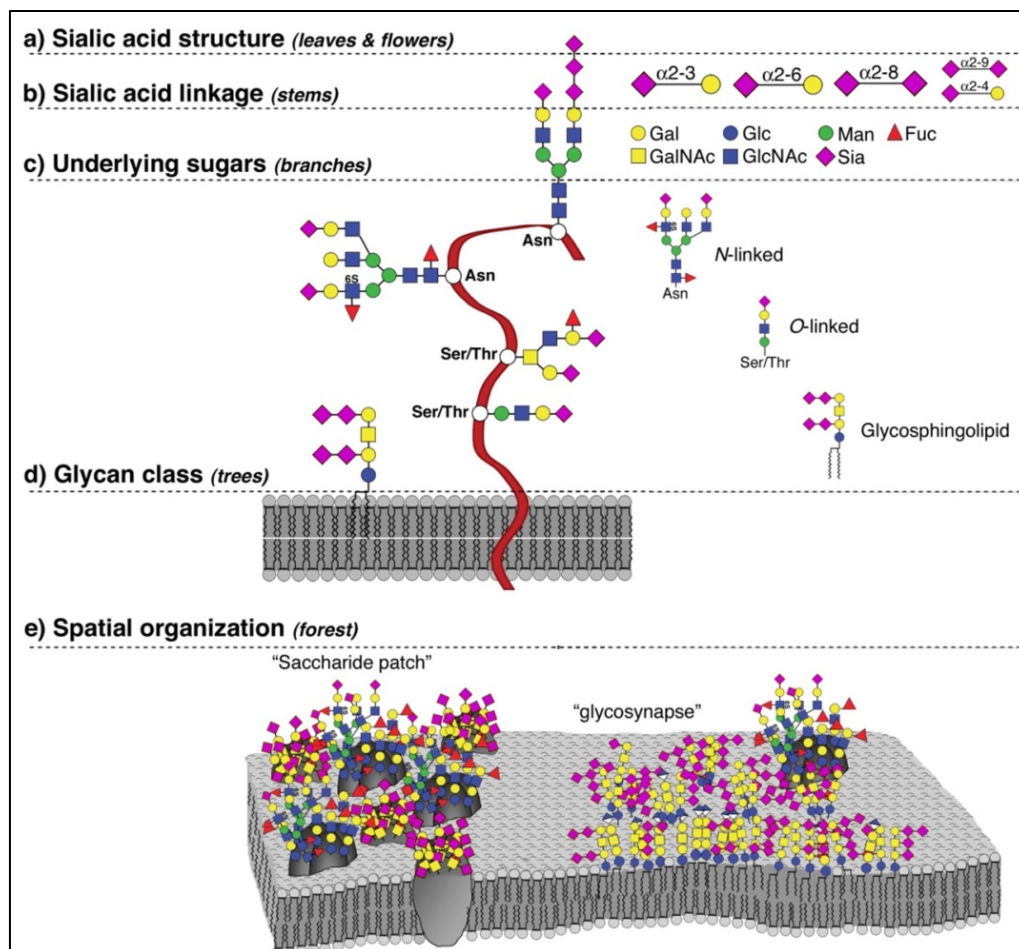 a) Sialic acid structure (leaves & flowers)
b) Sialic acid linkage (stems)
α2-3
α2-6
α2-8
α2-9
α2-4
Gal
Glc
Man
Fuc
GalNAc
GlcNAc
Sia
c) Underlying sugars (branches)
Asn
N-linked
Asn
6S
Asn
O-linked
Ser/Thr
Ser/Thr
Ser/Thr
Glycosphingolipid
d) Glycan class (trees)
e) Spatial organization (forest)
“Saccharide patch”
“glycosynapse”